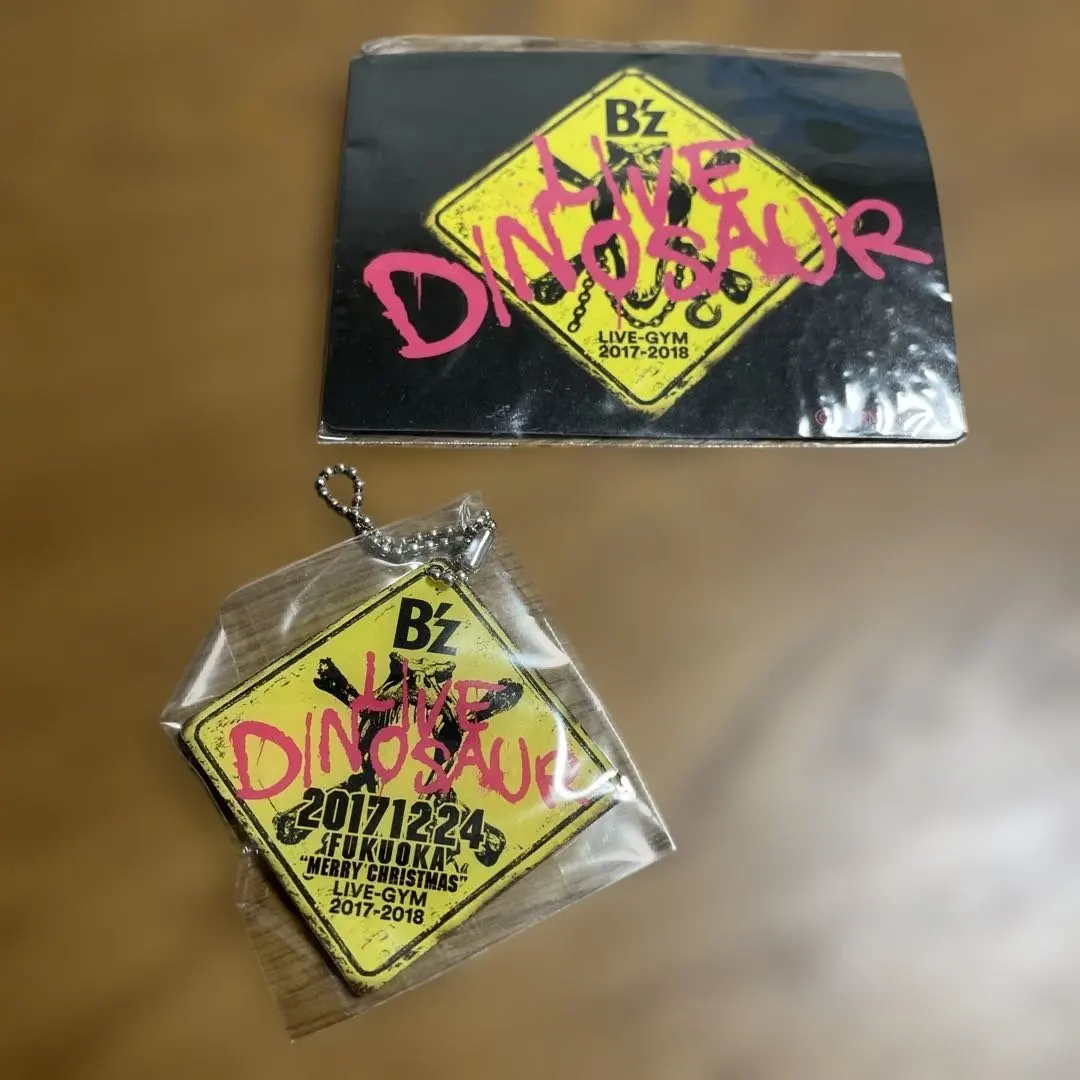 B'z
LIVE
DINOSAUR
LIVE-GYM
2017-2018
B'z
LIVE
DINOSAUR
20171224
FUKUOKA
"MERRY CHRISTMAS"
LIVE-GYM
2017-2018